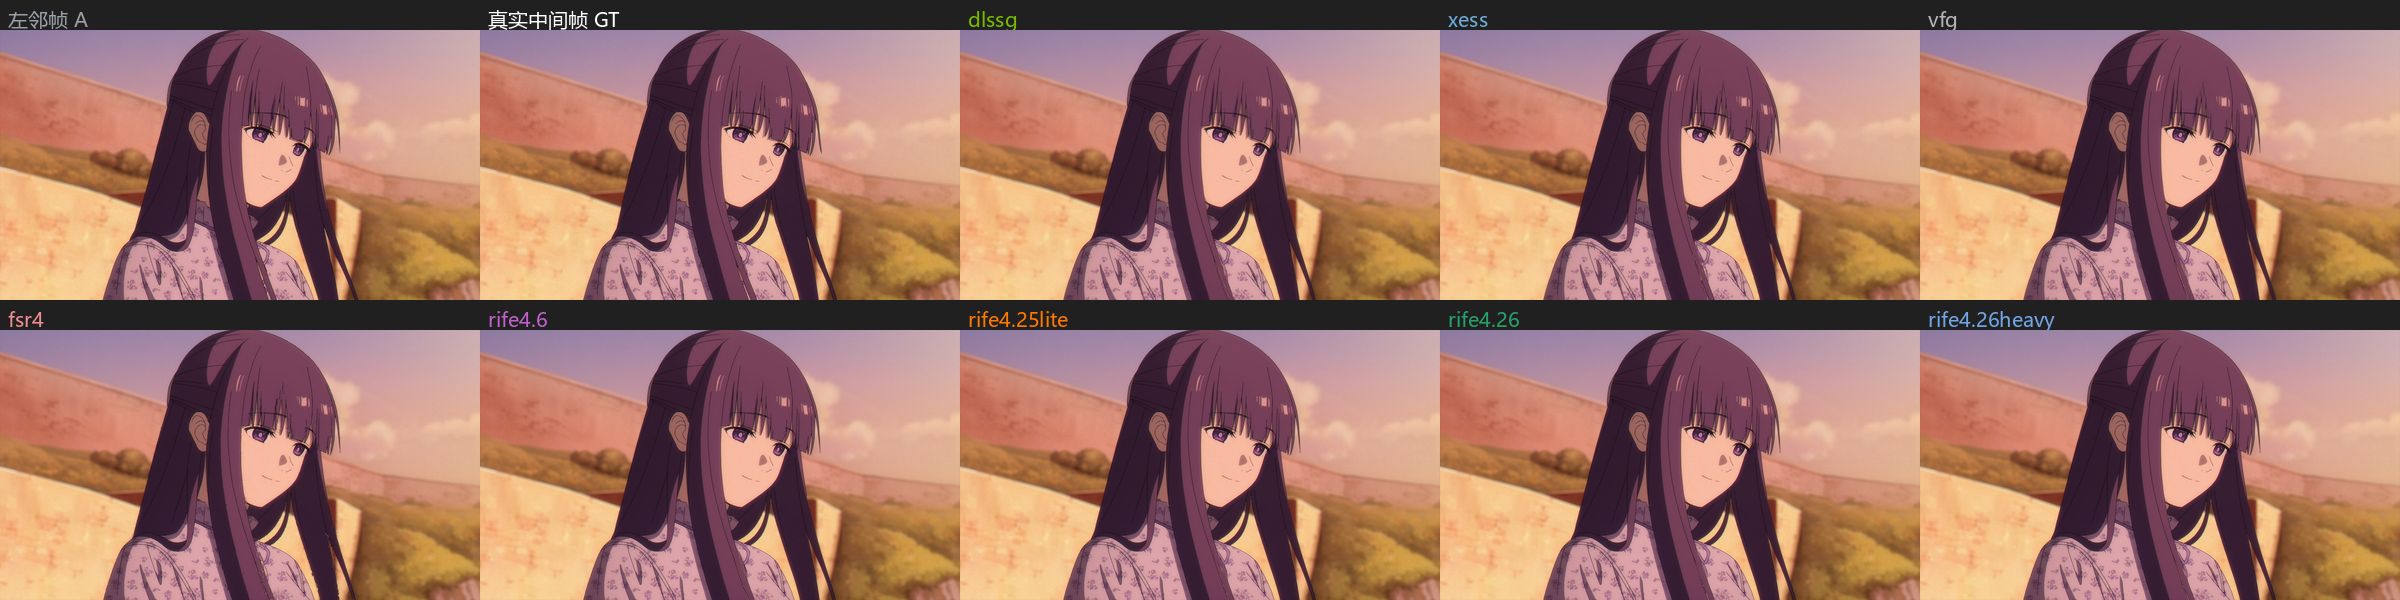 左邻帧 A
真实中间帧 GT
dlssg
xess
vfg
fsr4
rife4.6
rife4.25lite
rife4.26
rife4.26heavy